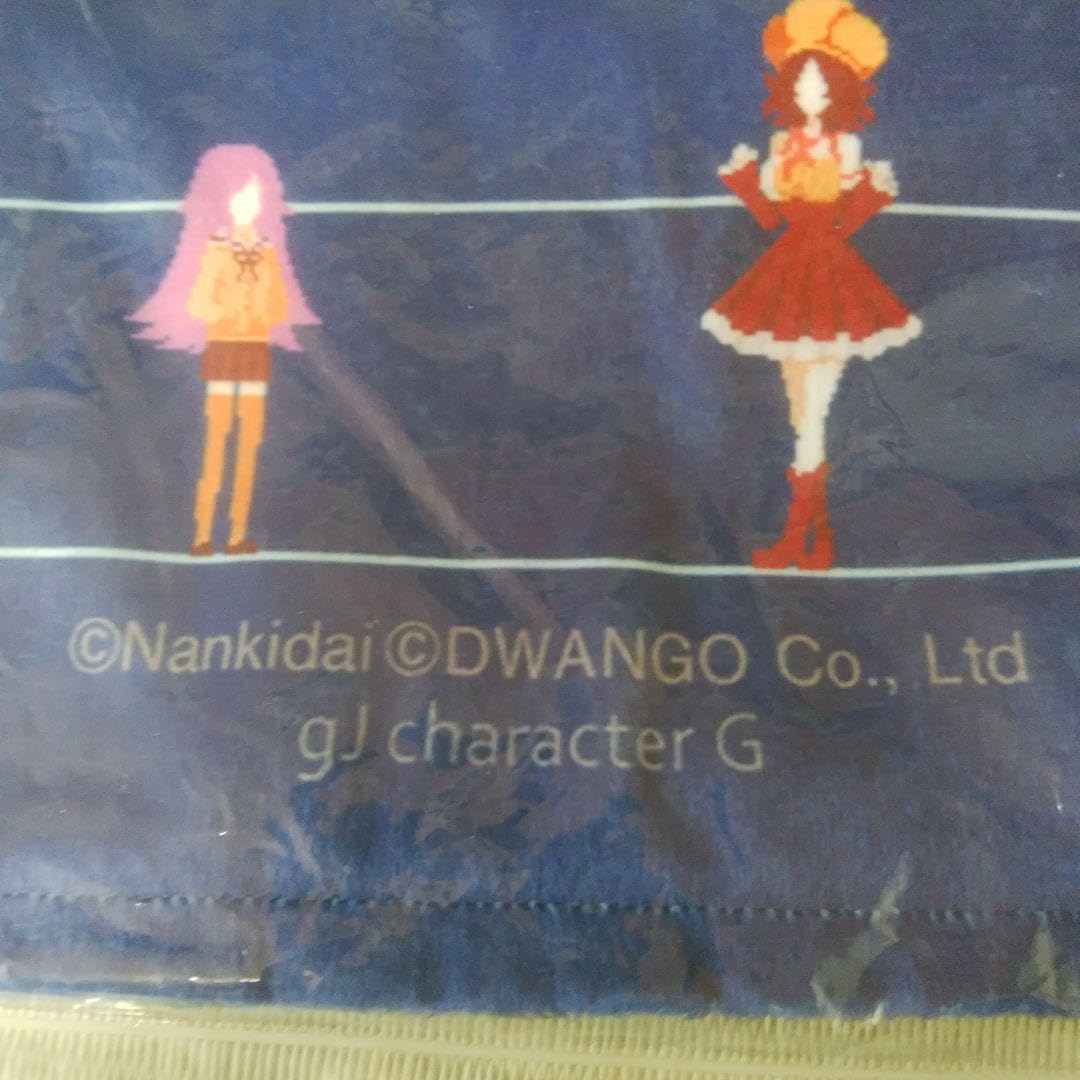 ©Nankidai ©DWANGO Co., Ltd
gJ character G